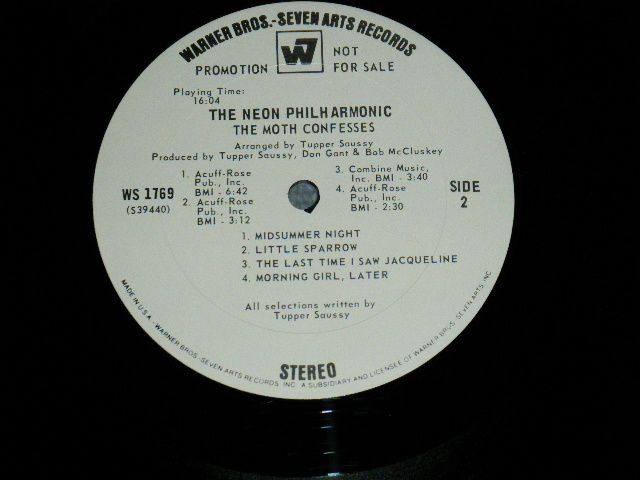 WARNER BROS.-SEVEN ARTS RECORDS
W7
PROMOTION NOT FOR SALE
Playing Time:
16:04
THE NEON PHILHARMONIC
THE MOTH CONFESSES
Arranged by Tupper Saussy
Produced by Tupper Saussy, Don Gant & Bob McCluskey
WS 1769
(S39440)
1. Acuff-Rose
Pub., Inc.
BMI - 6:42
2. Acuff-Rose
Pub., Inc.
BMI - 3:12
3. Combine Music,
Inc. BMI - 3:40
4. Acuff-Rose
Pub., Inc.
BMI - 2:30
SIDE
2
1. MIDSUMMER NIGHT
2. LITTLE SPARROW
3. THE LAST TIME I SAW JACQUELINE
4. MORNING GIRL, LATER
All selections written by
Tupper Saussy
STEREO
MADE IN U.S.A. - WARNER BROS.-SEVEN ARTS RECORDS INC. A SUBSIDIARY AND LICENSEE OF WARNER BROS.-SEVEN ARTS, INC.